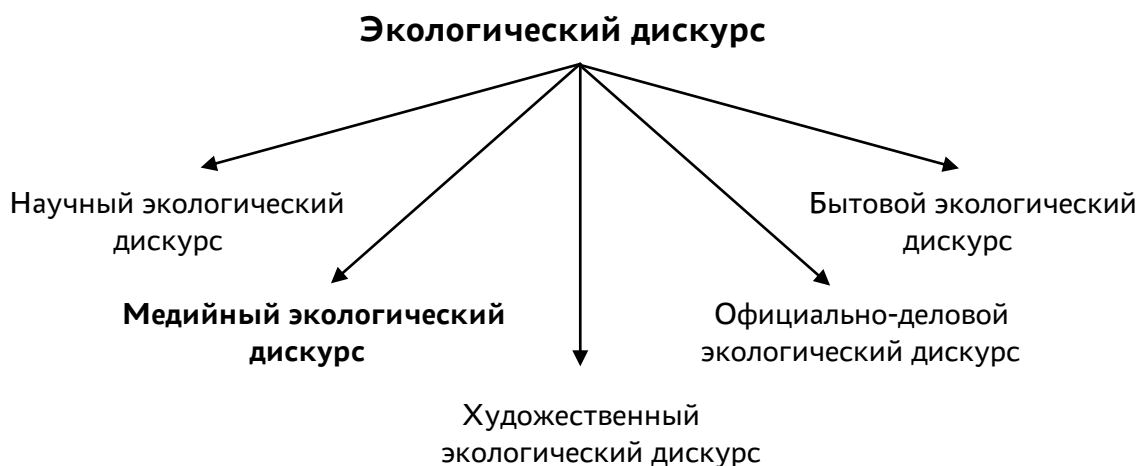 Экологический дискурс
Научный экологический
дискурс
Бытовой экологический
дискурс
Медийный экологический
дискурс
Официально-деловой
экологический дискурс
Художественный
экологический дискурс